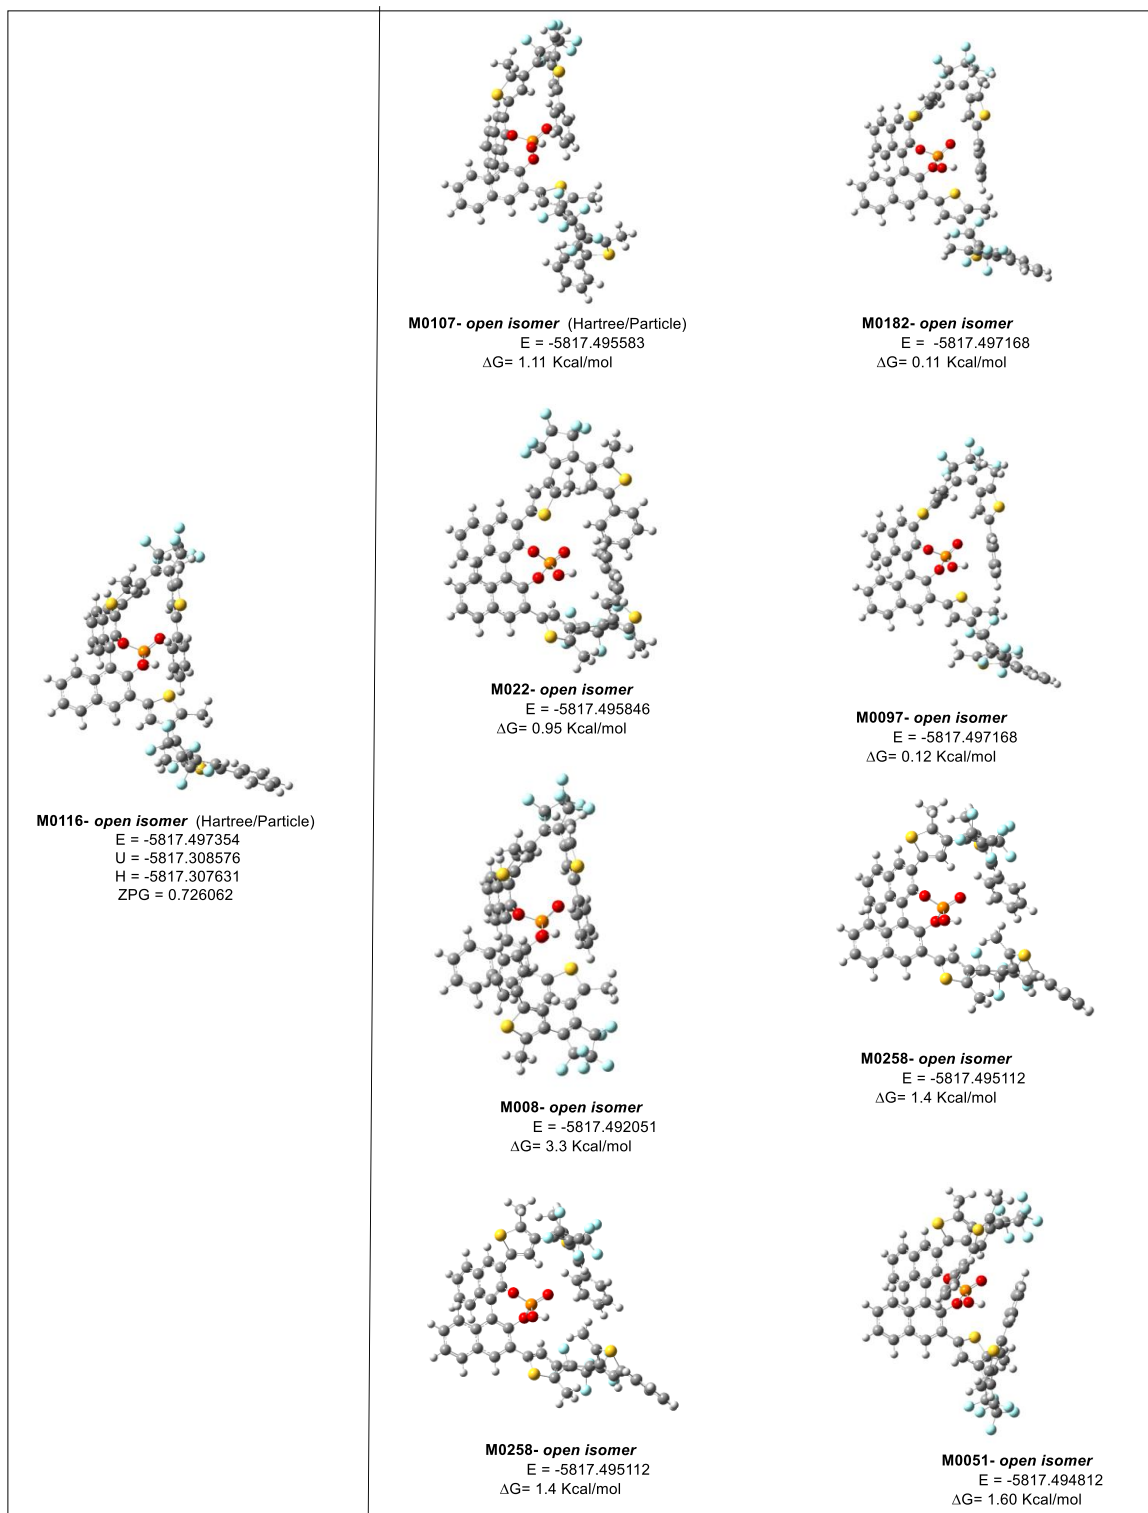 M0116- open isomer (Hartree/Particle)
E = -5817.497354
U = -5817.308576
H = -5817.307631
ZPG = 0.726062
M0107- open isomer (Hartree/Particle)
E = -5817.495583
ΔG= 1.11 Kcal/mol
M0182- open isomer
E = -5817.497168
ΔG= 0.11 Kcal/mol
M022- open isomer
E = -5817.495846
ΔG= 0.95 Kcal/mol
M0097- open isomer
E = -5817.497168
ΔG= 0.12 Kcal/mol
M008- open isomer
E = -5817.492051
ΔG= 3.3 Kcal/mol
M0258- open isomer
E = -5817.495112
ΔG= 1.4 Kcal/mol
M0258- open isomer
E = -5817.495112
ΔG= 1.4 Kcal/mol
M0051- open isomer
E = -5817.494812
ΔG= 1.60 Kcal/mol